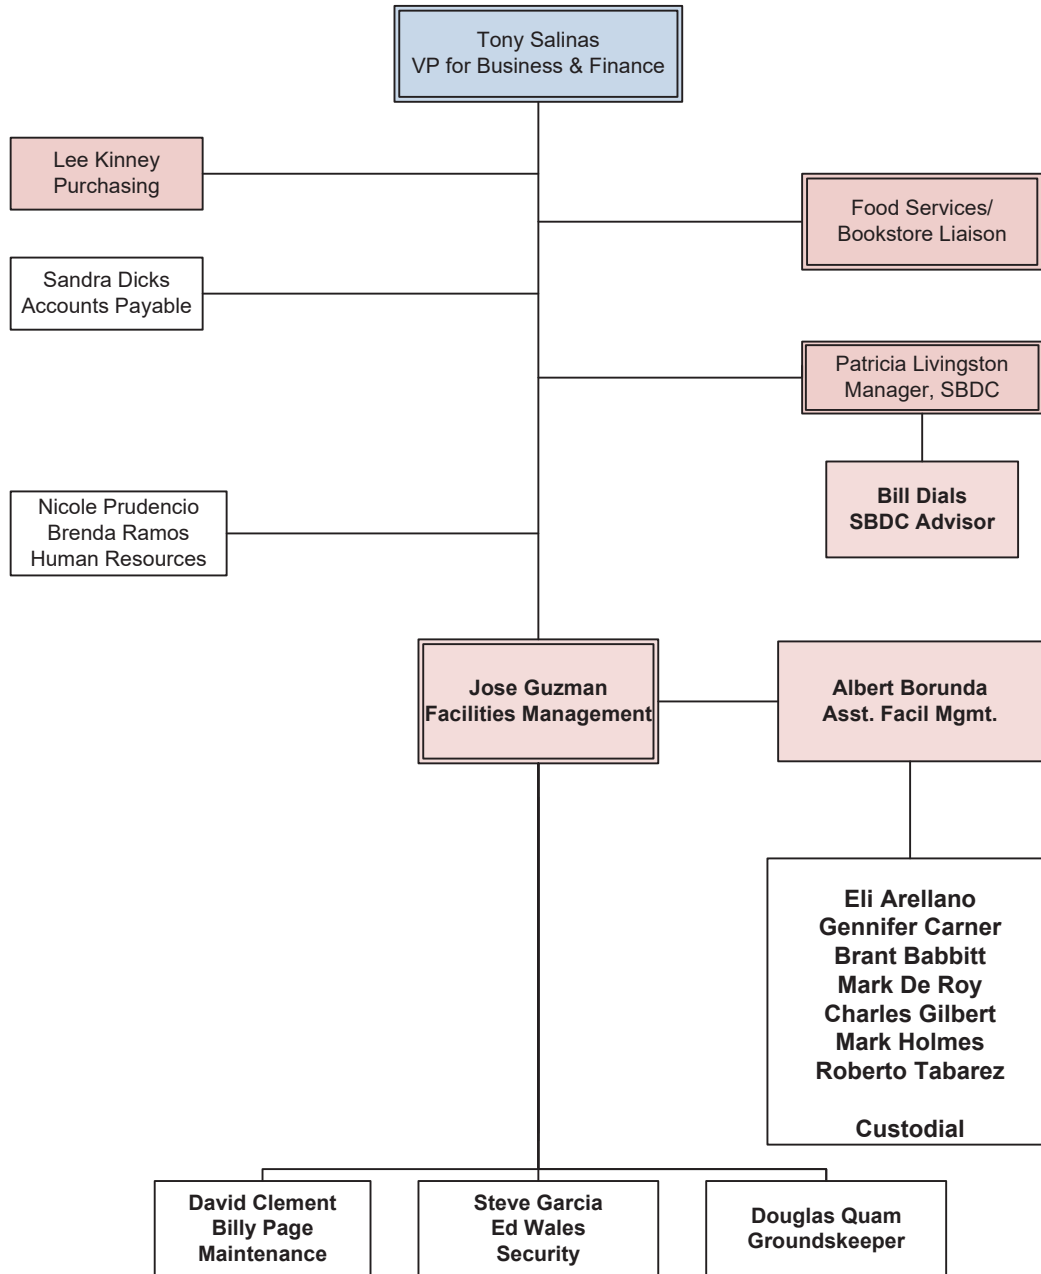 Tony Salinas
VP for Business & Finance
Lee Kinney
Purchasing
Food Services/
Bookstore Liaison
Sandra Dicks
Accounts Payable
Patricia Livingston
Manager, SBDC
Bill Dials
SBDC Advisor
Nicole Prudencio
Brenda Ramos
Human Resources
Jose Guzman
Facilities Management
Albert Borunda
Asst. Facil Mgmt.
Eli Arellano
Gennifer Carner
Brant Babbitt
Mark De Roy
Charles Gilbert
Mark Holmes
Roberto Tabarez
Custodial
David Clement
Billy Page
Maintenance
Steve Garcia
Ed Wales
Security
Douglas Quam
Groundskeeper